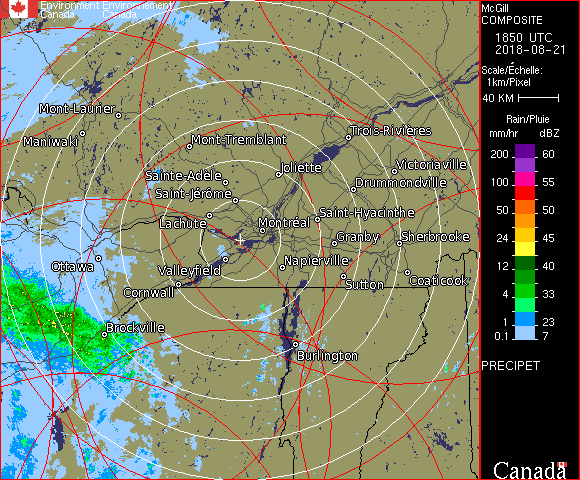 Environment Environnement
Canada Canada
McGill
COMPOSITE
1850 UTC
2018-08-21
Scale/Échelle:
1km/Pixel
40 KM
Rain/Pluie
mm/hr dBZ
200 60
100 55
50 50
24 45
12 40
4 33
1 23
0.1 7
PRECIPET
Canada
Mont-Laurier
Maniwaki
Mont-Tremblant
Trois-Rivières
Joliette
Victoriaville
Sainte-Adèle
Drummondville
Saint-Jérôme
Lachute
Saint-Hyacinthe
Montréal
Granby
Sherbrooke
Ottawa
Valleyfield
Napierville
Cornwall
Sutton
Coaticook
Brockville
Burlington